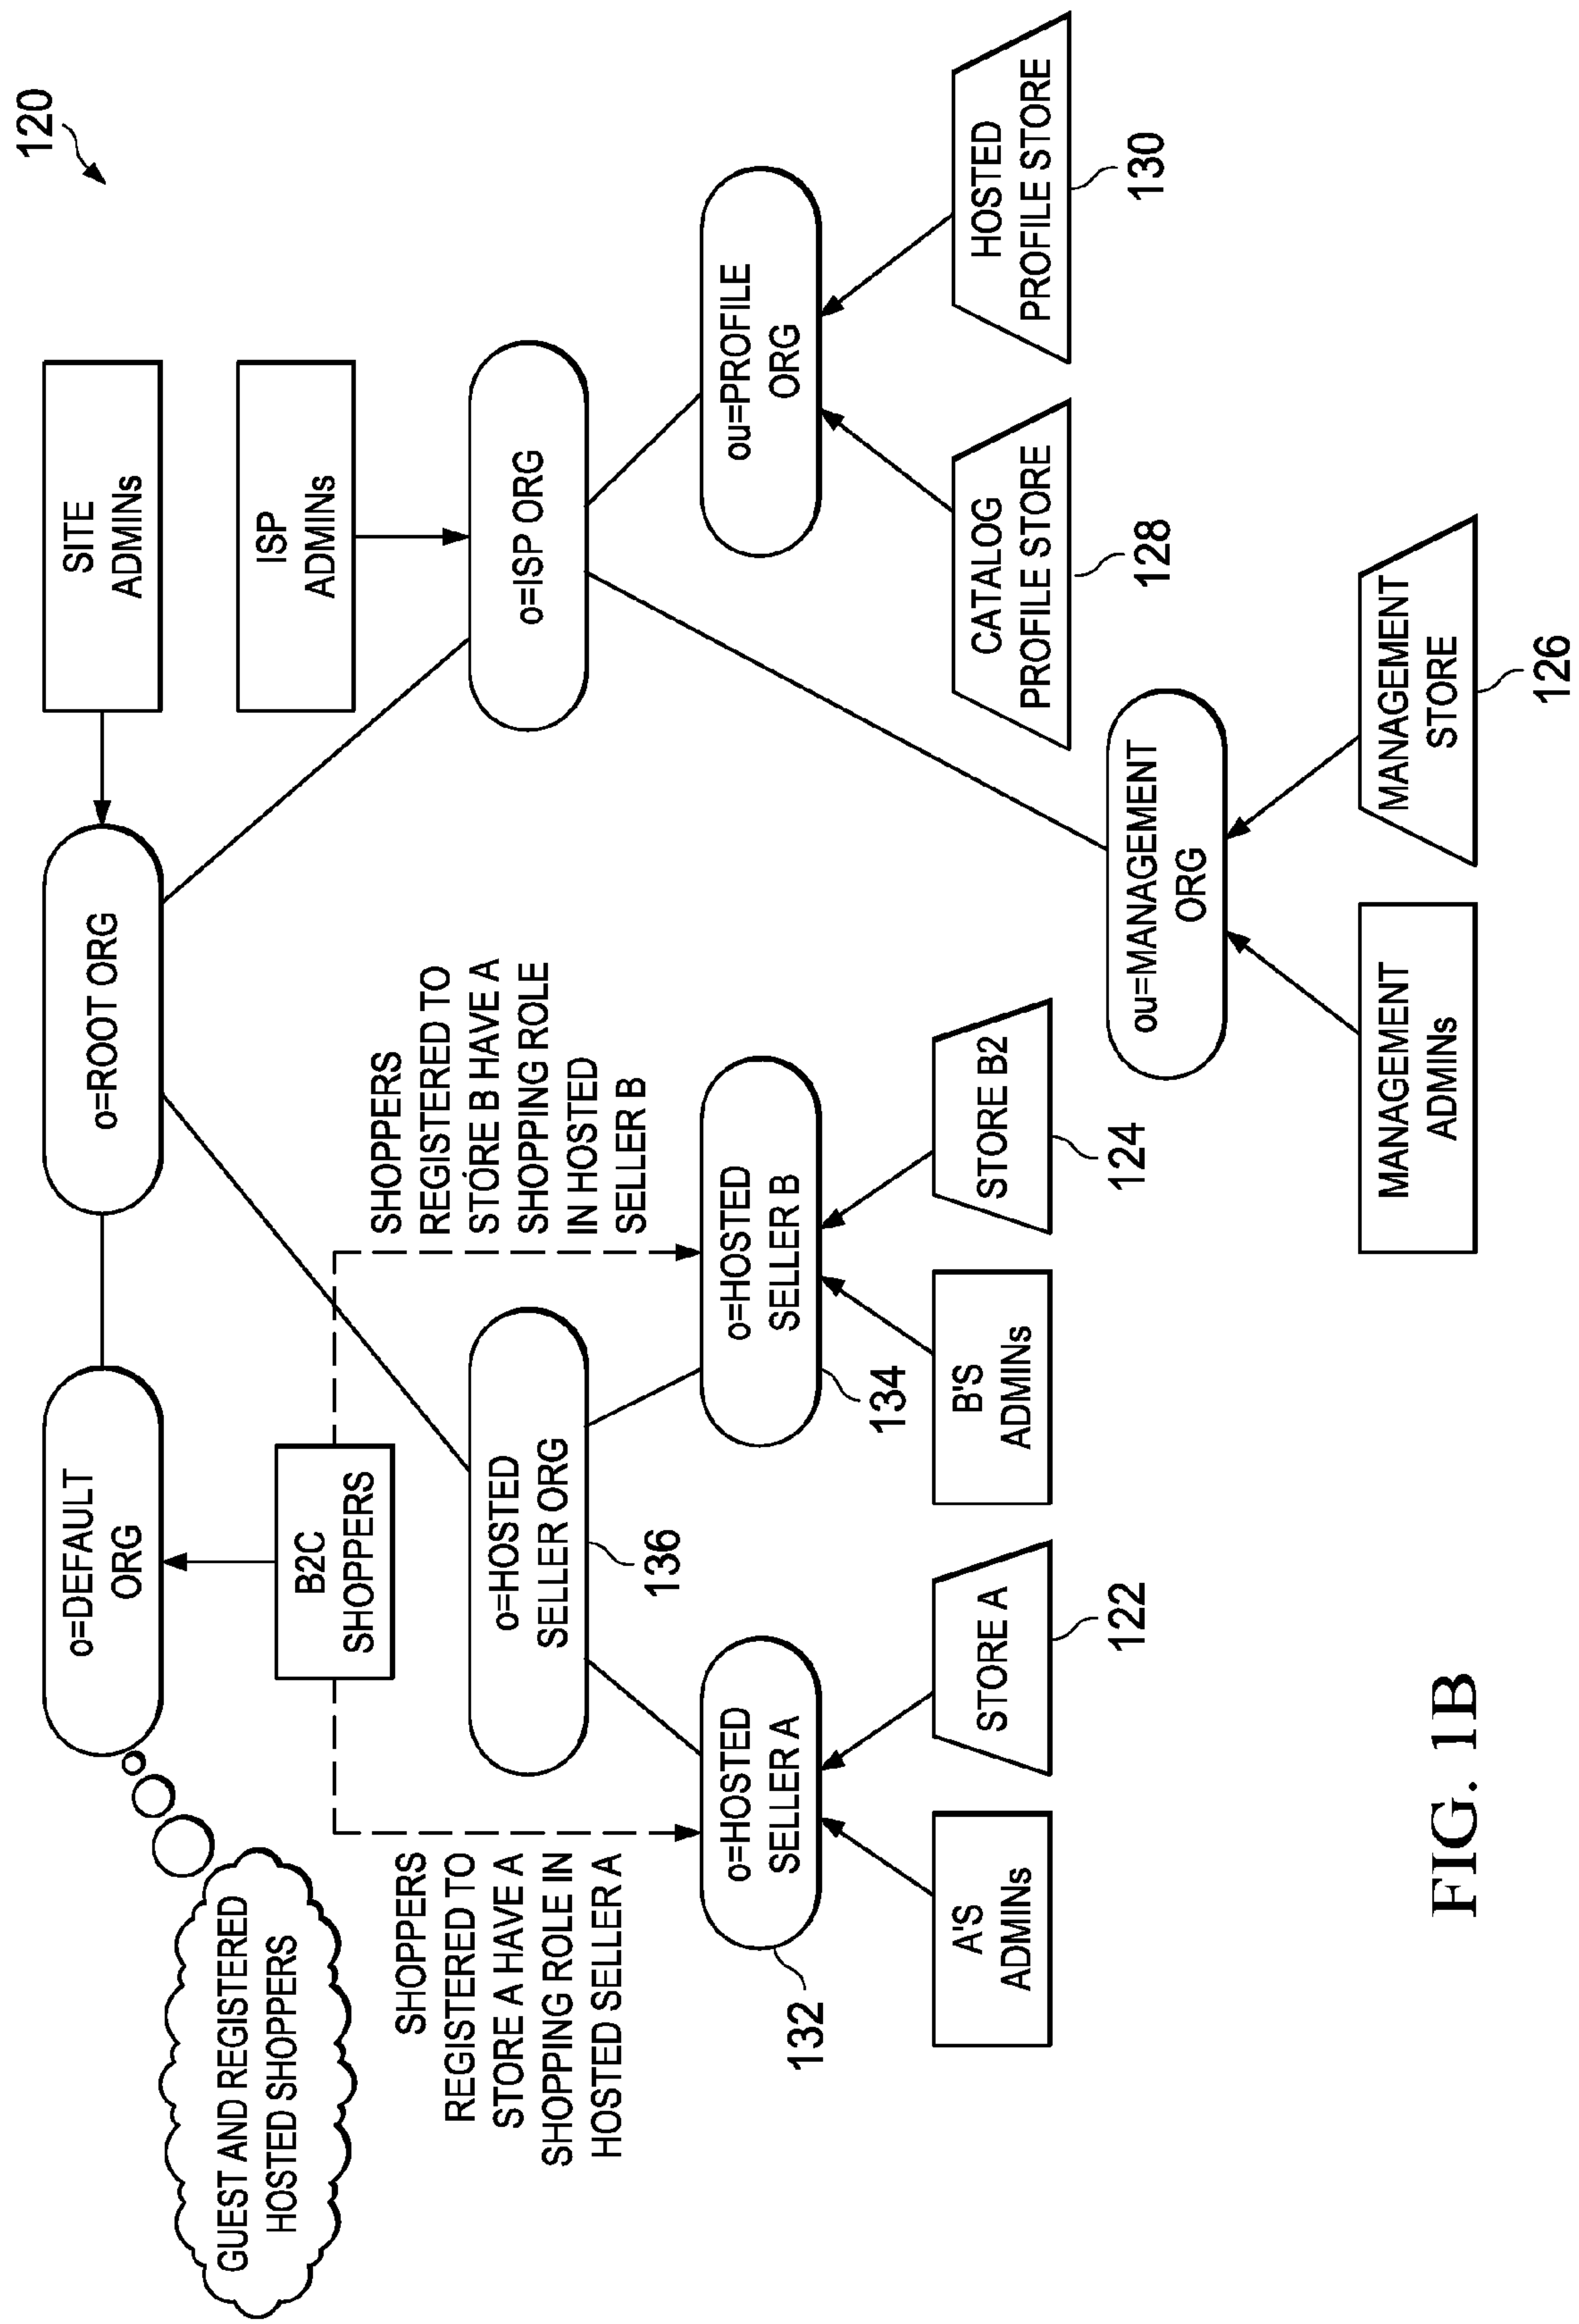 120
GUEST AND REGISTERED
HOSTED SHOPPERS
o=DEFAULT
ORG
o=ROOT ORG
SITE
ADMINs
B2C
SHOPPERS
ISP
ADMINs
SHOPPERS
REGISTERED TO
STORE A HAVE A
SHOPPING ROLE IN
HOSTED SELLER A
SHOPPERS
REGISTERED TO
STORE B HAVE A
SHOPPING ROLE
IN HOSTED
SELLER B
o=HOSTED
SELLER ORG
136
o=ISP ORG
o=HOSTED
SELLER A
132
o=HOSTED
SELLER B
134
ou=PROFILE
ORG
A'S
ADMINs
STORE A
122
B'S
ADMINs
STORE B2
124
CATALOG
PROFILE STORE
128
HOSTED
PROFILE STORE
130
ou=MANAGEMENT
ORG
MANAGEMENT
ADMINs
MANAGEMENT
STORE
126
FIG. 1B